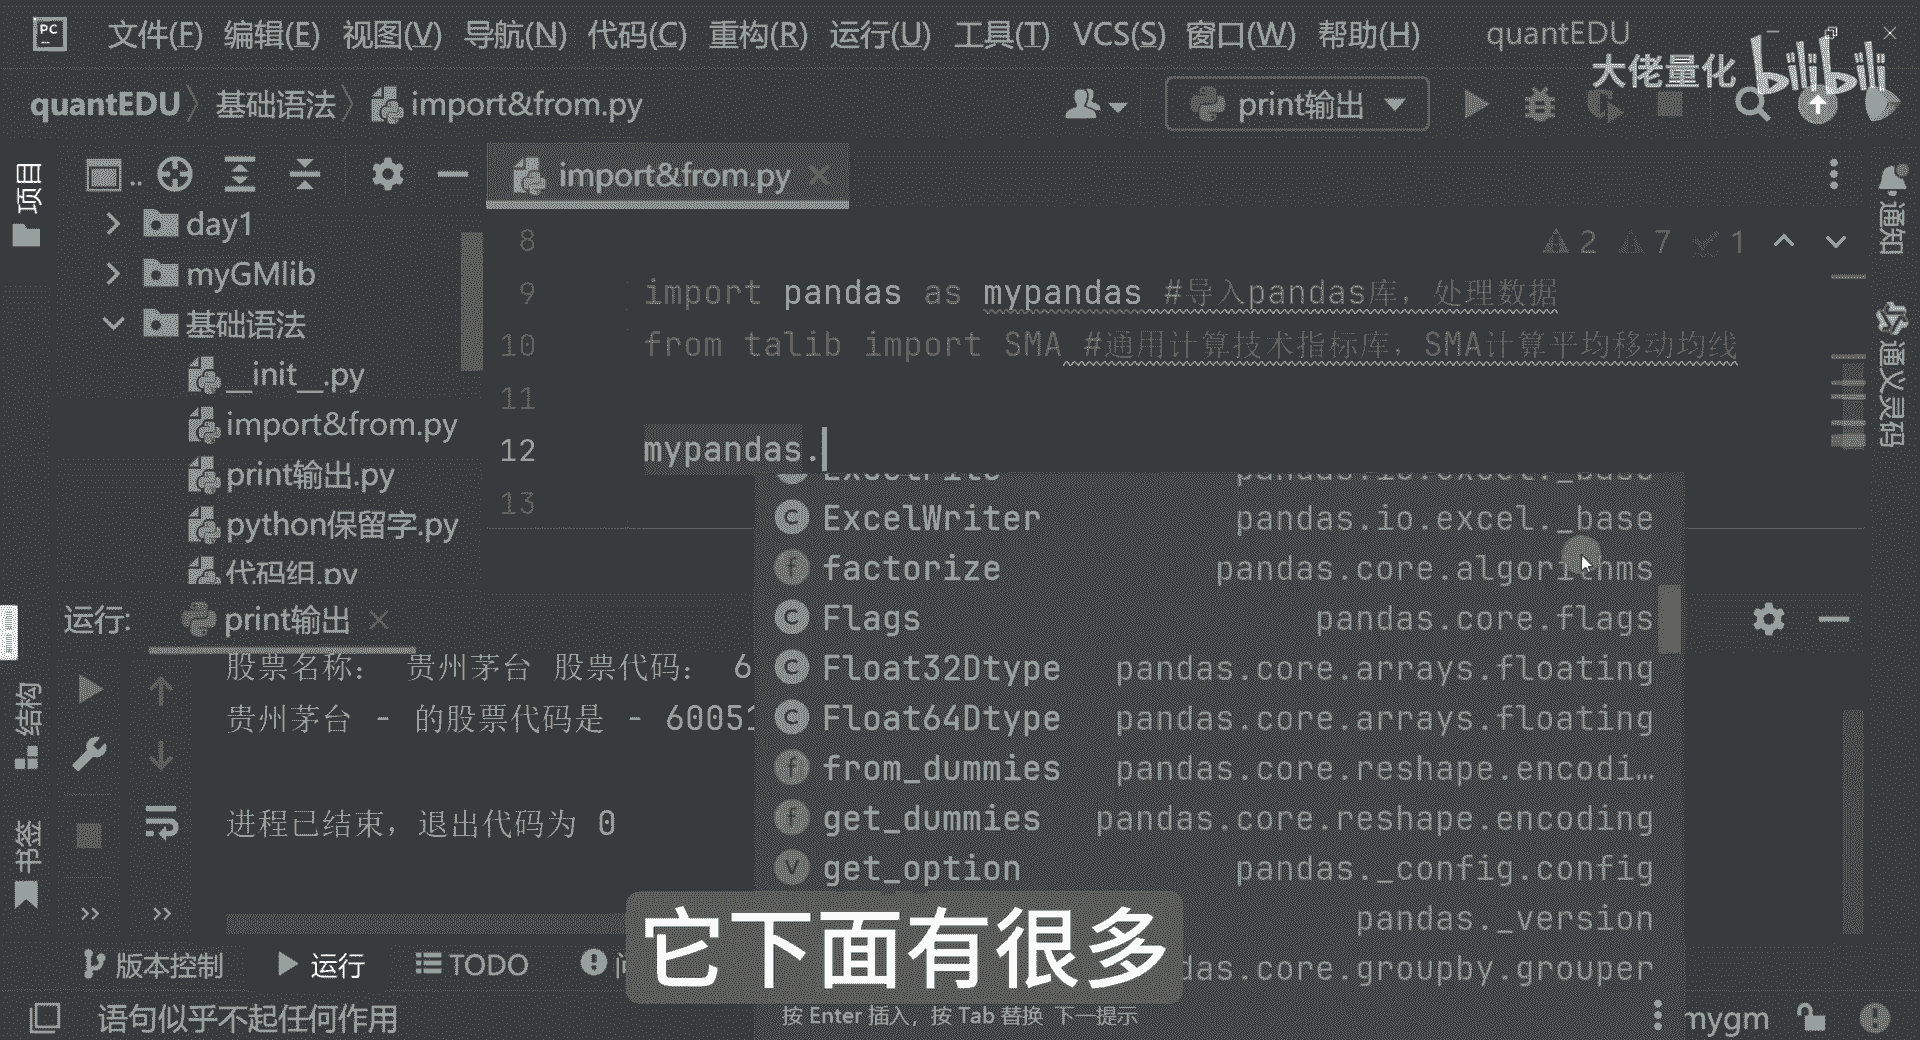 PC 文件(F) 编辑(E) 视图(V) 导航(N) 代码(C) 重构(R) 运行(U) 工具(T) VCS(S) 窗口(W) 帮助(H) quantEDU
大佬量化 bilibili
quantEDU 基础语法 import&from.py print输出
项目
import&from.py
通知
day1
myGMlib
基础语法
__init__.py
import&from.py
print输出.py
python保留字.py
代码组.py
2 7 1
8
9 import pandas as mypandas #导入pandas库，处理数据
10 from talib import SMA #通用计算技术指标库，SMA计算平均移动均线
11
12 mypandas.
13
通义灵码
ExcelWriter pandas.io.excel._base
factorize pandas.core.algorithms
Flags pandas.core.flags
Float32Dtype pandas.core.arrays.floating
Float64Dtype pandas.core.arrays.floating
from_dummies pandas.core.reshape.encodi…
get_dummies pandas.core.reshape.encoding
get_option pandas._config.config
pandas._version
das.core.groupby.grouper
按 Enter 插入，按 Tab 替换 下一提示
运行: print输出
股票名称： 贵州茅台 股票代码： 6
贵州茅台 - 的股票代码是 - 60051
进程已结束，退出代码为 0
结构
书签
它下面有很多
版本控制 运行 TODO
语句似乎不起任何作用
mygm